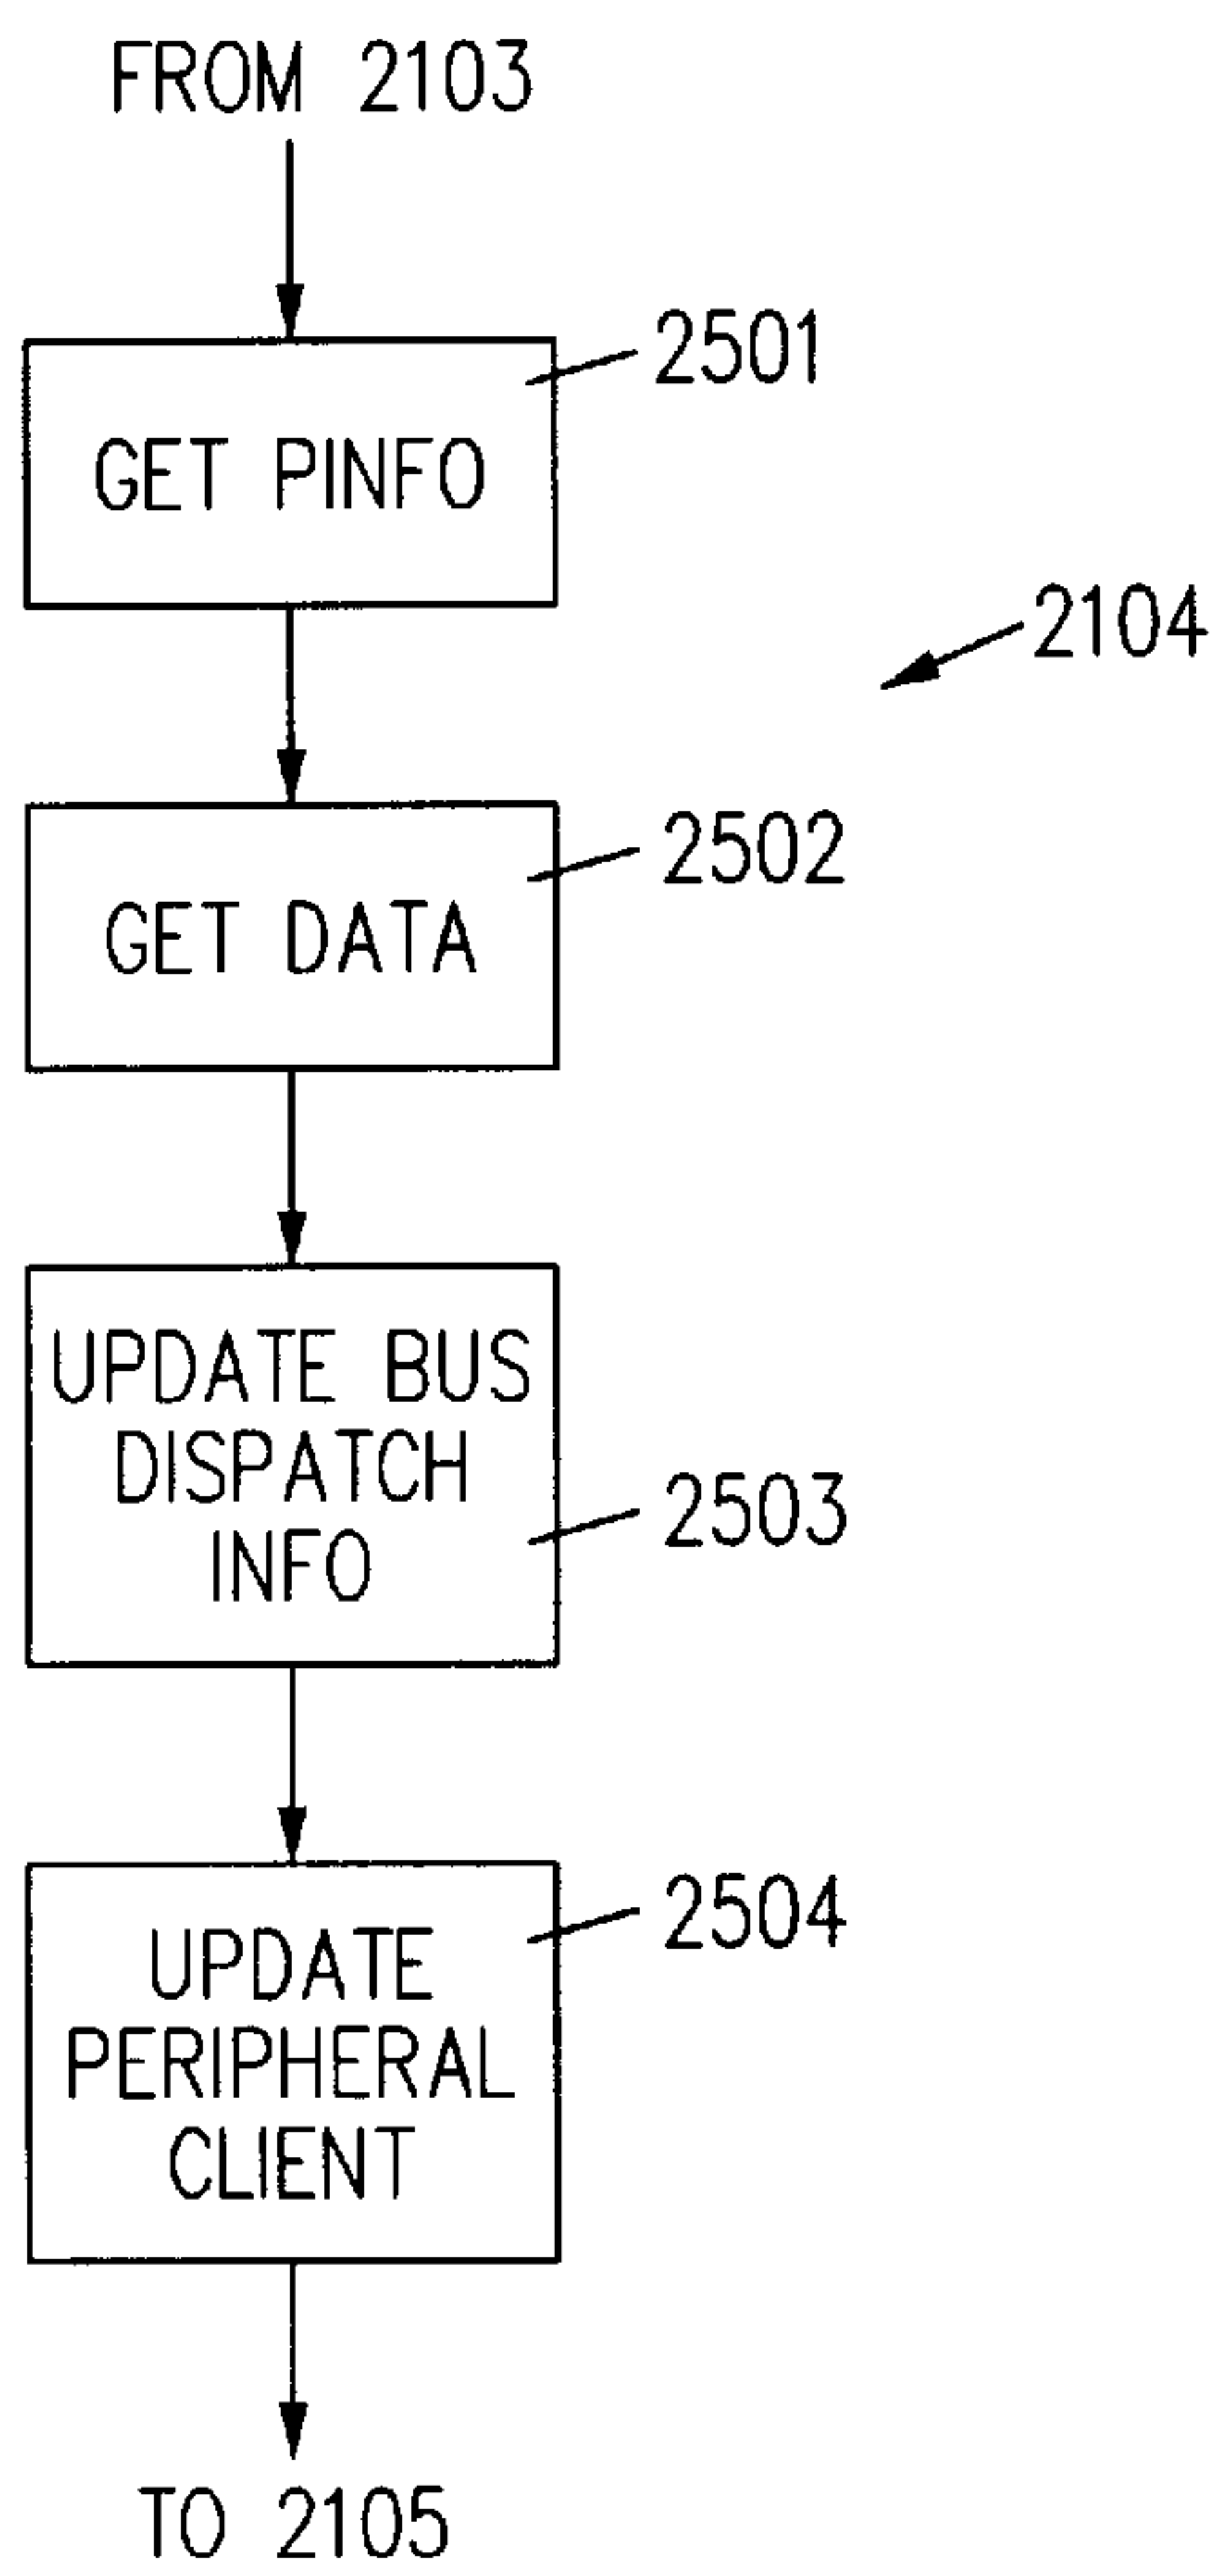 FROM 2103
2501
GET PINFO
2104
2502
GET DATA
UPDATE BUS
DISPATCH
INFO
2503
2504
UPDATE
PERIPHERAL
CLIENT
TO 2105